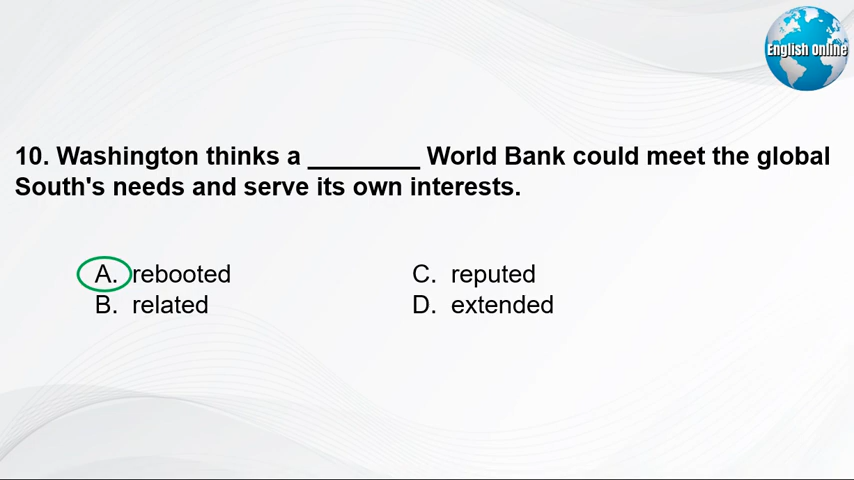 English Online
10. Washington thinks a ________ World Bank could meet the global
South's needs and serve its own interests.
A. rebooted
B. related
C. reputed
D. extended